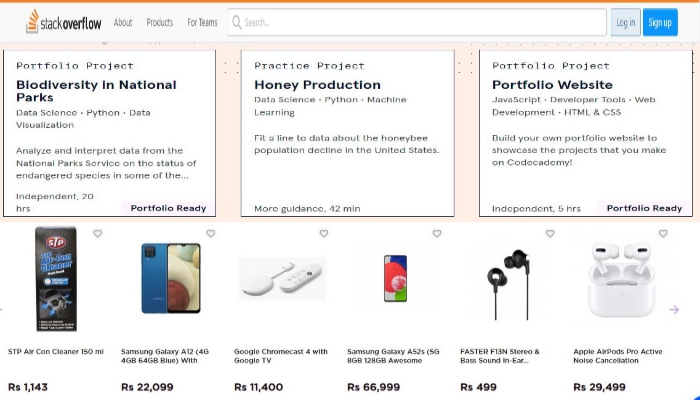 stackoverflow About Products For Teams Search... Log in Sign up
Portfolio Project
Biodiversity in National
Parks
Data Science • Python • Data
Visualization
Analyze and interpret data from the
National Parks Service on the status of
endangered species in some of the...
Independent, 20
hrs
Portfolio Ready
Practice Project
Honey Production
Data Science • Python • Machine
Learning
Fit a line to data about the honeybee
population decline in the United States.
More guidance, 42 min
Portfolio Project
Portfolio Website
JavaScript • Developer Tools • Web
Development • HTML & CSS
Build your own portfolio website to
showcase the projects that you make
on Codecademy!
Independent, 5 hrs
Portfolio Ready
STP
Air Con
Cleaner
STP Air Con Cleaner 150 ml
Rs 1,143
Samsung Galaxy A12 (4G
4GB 64GB Blue) With
Rs 22,099
Google Chromecast 4 with
Google TV
Rs 11,400
Samsung Galaxy A52s (5G
8GB 128GB Awesome
Rs 66,999
FASTER F13N Stereo &
Bass Sound In-Ear...
Rs 499
Apple AirPods Pro Active
Noise Cancellation
Rs 29,499